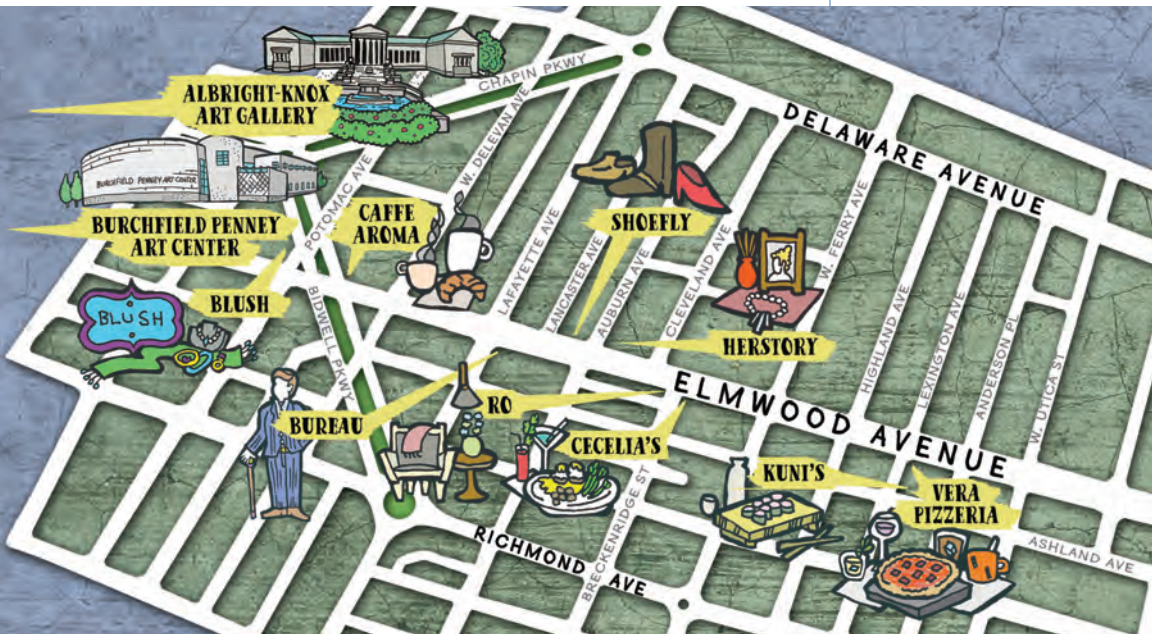 ALBRIGHT-KNOX
ART GALLERY
CHAPIN PKWY
W. DELEVAN AVE
DELAWARE AVENUE
BURCHFIELD PENNEY ART CENTER
BURCHFIELD PENNEY
ART CENTER
POTOMAC AVE
CAFFE
AROMA
SHOEFLY
BLUSH
BLUSH
BIDWELL PKWY
LAFAYETTE AVE
LANCASTER AVE
AUBURN AVE
CLEVELAND AVE
W. FERRY AVE
HERSTORY
HIGHLAND AVE
LEXINGTON AVE
ANDERSON PL
W. UTICA ST
BUREAU
RO
ELMWOOD AVENUE
CECELIA'S
KUNI'S
VERA
PIZZERIA
RICHMOND AVE
BRECKENRIDGE ST
ASHLAND AVE